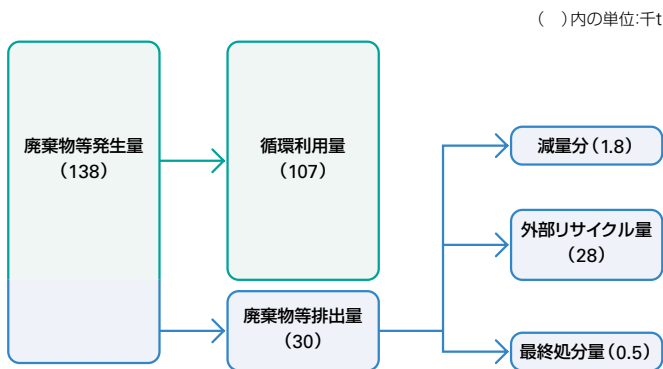 （　）内の単位:千t
廃棄物等発生量
（138）
循環利用量
（107）
廃棄物等排出量
（30）
減量分（1.8）
外部リサイクル量
（28）
最終処分量（0.5）